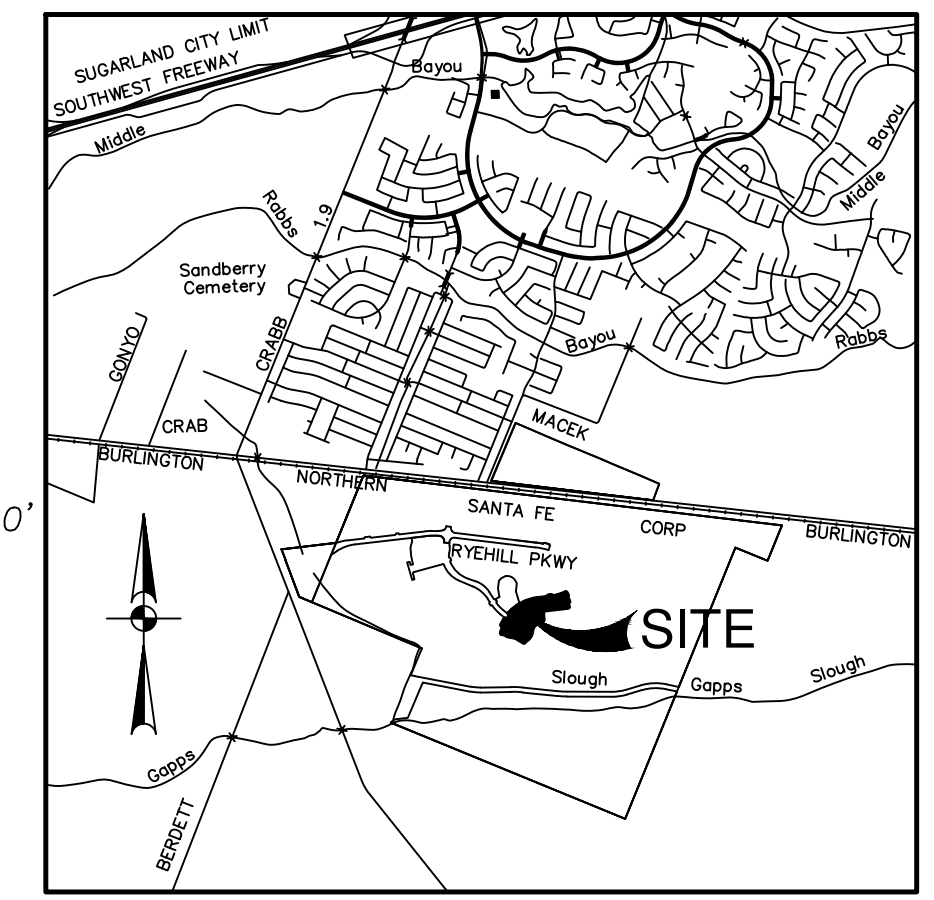 SUGARLAND CITY LIMIT
SOUTHWEST FREEWAY
Bayou
Middle
Bayou
Middle
Rabbs
1.9
Sandberry
Cemetery
GONYO
CRABB
Bayou
Rabbs
CRAB
MACEK
BURLINGTON
NORTHERN
SANTA FE
CORP
BURLINGTON
0'
RYEHILL PKWY
SITE
Slough
Gapps
Slough
Gapps
BERDETT